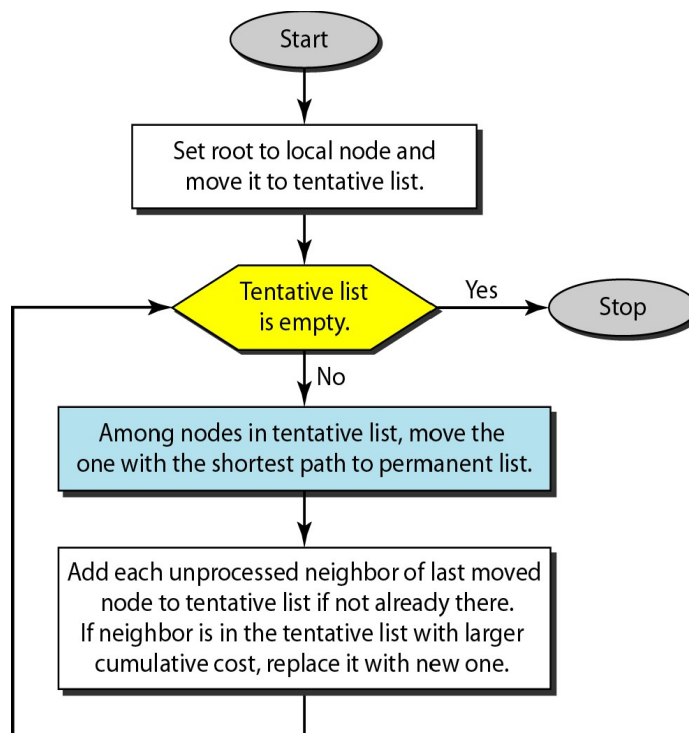 Start
Set root to local node and
move it to tentative list.
Tentative list
is empty.
Yes
Stop
No
Among nodes in tentative list, move the
one with the shortest path to permanent list.
Add each unprocessed neighbor of last moved
node to tentative list if not already there.
If neighbor is in the tentative list with larger
cumulative cost, replace it with new one.